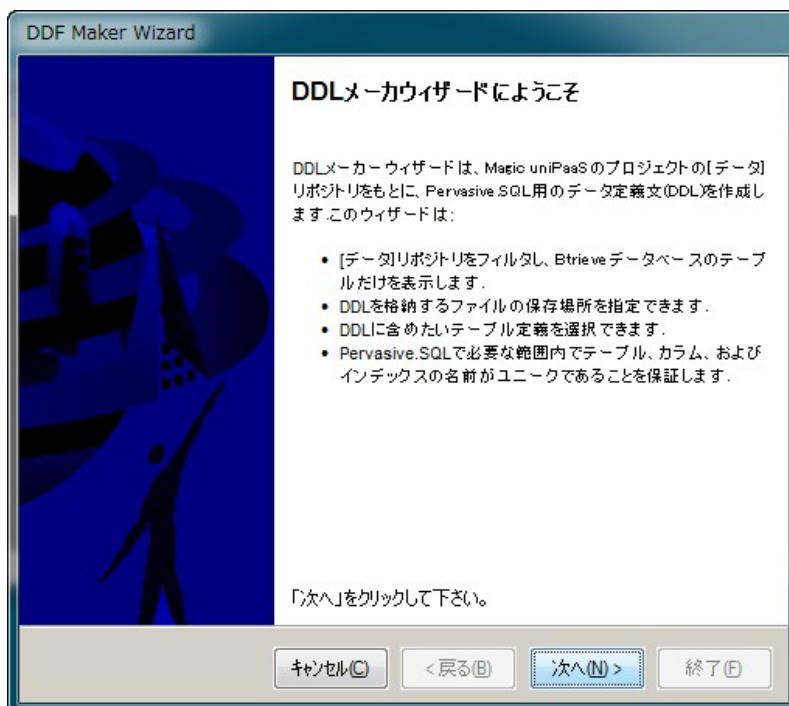 DDF Maker Wizard
DDLメーカウィザードにようこそ
DDLメーカーウィザードは、Magic uniPaaSのプロジェクトの[データ]
リポジトリをもとに、Pervasive.SQL用のデータ定義文(DDL)を作成し
ます.このウィザードは:
• [データ]リポジトリをフィルタし、Btrieveデータベースのテーブ
ルだけを表示します.
• DDLを格納するファイルの保存場所を指定できます.
• DDLに含めたいテーブル定義を選択できます.
• Pervasive.SQLで必要な範囲内でテーブル、カラム、および
インデックスの名前がユニークであることを保証します.
「次へ」をクリックして下さい。
キャンセル(C) < 戻る(B) 次へ(N) > 終了(F)